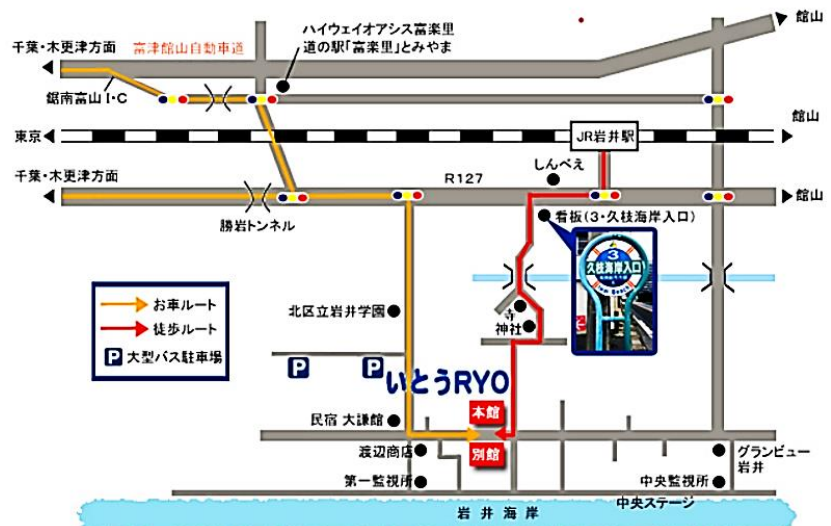 館山
ハイウェイオアシス富楽里
道の駅「富楽里」とみやま
千葉・木更津方面
富津館山自動車道
鋸南富山I・C
館山
東京
JR岩井駅
しんべえ
千葉・木更津方面
R127
館山
勝岩トンネル
看板(3・久枝海岸入口)
3
久枝海岸入口
お車ルート
徒歩ルート
P 大型バス駐車場
北区立岩井学園
寺
神社
P
P
いとうRYO
本館
民宿 大謙館
別館
渡辺商店
グランビュー
岩井
第一監視所
中央監視所
中央ステージ
岩井海岸